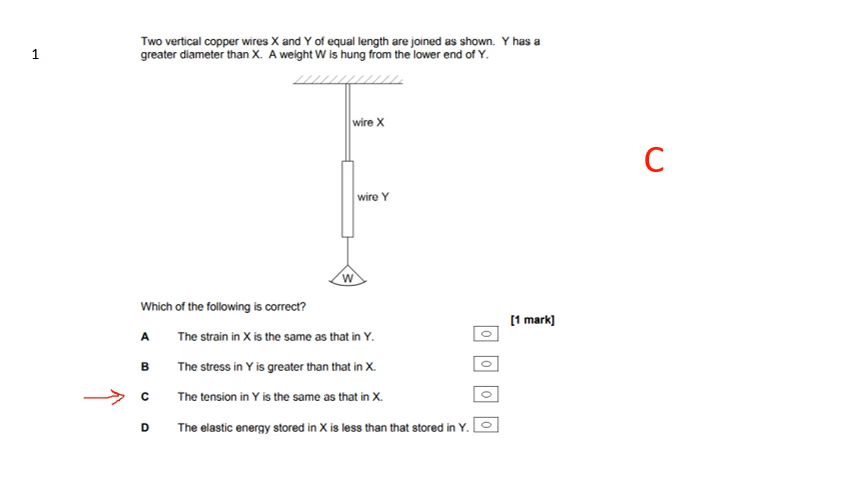 Two vertical copper wires X and Y of equal length are joined as shown. Y has a
1
greater diameter than X. A weight W is hung from the lower end of Y.
wire X
C
wire Y
W
Which of the following is correct?
[1 mark]
A The strain in X is the same as that in Y.
B The stress in Y is greater than that in X.
C The tension in Y is the same as that in X.
D The elastic energy stored in X is less than that stored in Y.